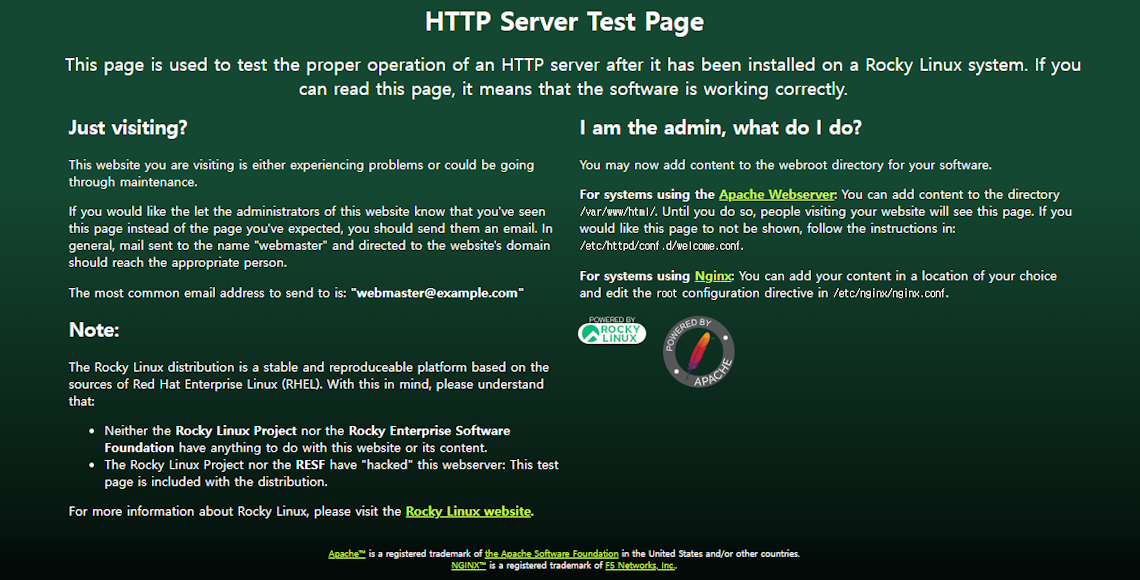 HTTP Server Test Page
This page is used to test the proper operation of an HTTP server after it has been installed on a Rocky Linux system. If you
can read this page, it means that the software is working correctly.
Just visiting?
This website you are visiting is either experiencing problems or could be going
through maintenance.
If you would like the let the administrators of this website know that you've seen
this page instead of the page you've expected, you should send them an email. In
general, mail sent to the name "webmaster" and directed to the website's domain
should reach the appropriate person.
The most common email address to send to is: "webmaster@example.com"
Note:
The Rocky Linux distribution is a stable and reproduceable platform based on the
sources of Red Hat Enterprise Linux (RHEL). With this in mind, please understand
that:
• Neither the Rocky Linux Project nor the Rocky Enterprise Software
Foundation have anything to do with this website or its content.
• The Rocky Linux Project nor the RESF have "hacked" this webserver: This test
page is included with the distribution.
For more information about Rocky Linux, please visit the Rocky Linux website.
I am the admin, what do I do?
You may now add content to the webroot directory for your software.
For systems using the Apache Webserver: You can add content to the directory
/var/www/html/. Until you do so, people visiting your website will see this page. If you
would like this page to not be shown, follow the instructions in:
/etc/httpd/conf.d/welcome.conf.
For systems using Nginx: You can add your content in a location of your choice
and edit the root configuration directive in /etc/nginx/nginx.conf.
POWERED BY
ROCKY
LINUX
POWERED BY
APACHE
Apache™ is a registered trademark of the Apache Software Foundation in the United States and/or other countries.
NGINX™ is a registered trademark of F5 Networks, Inc..